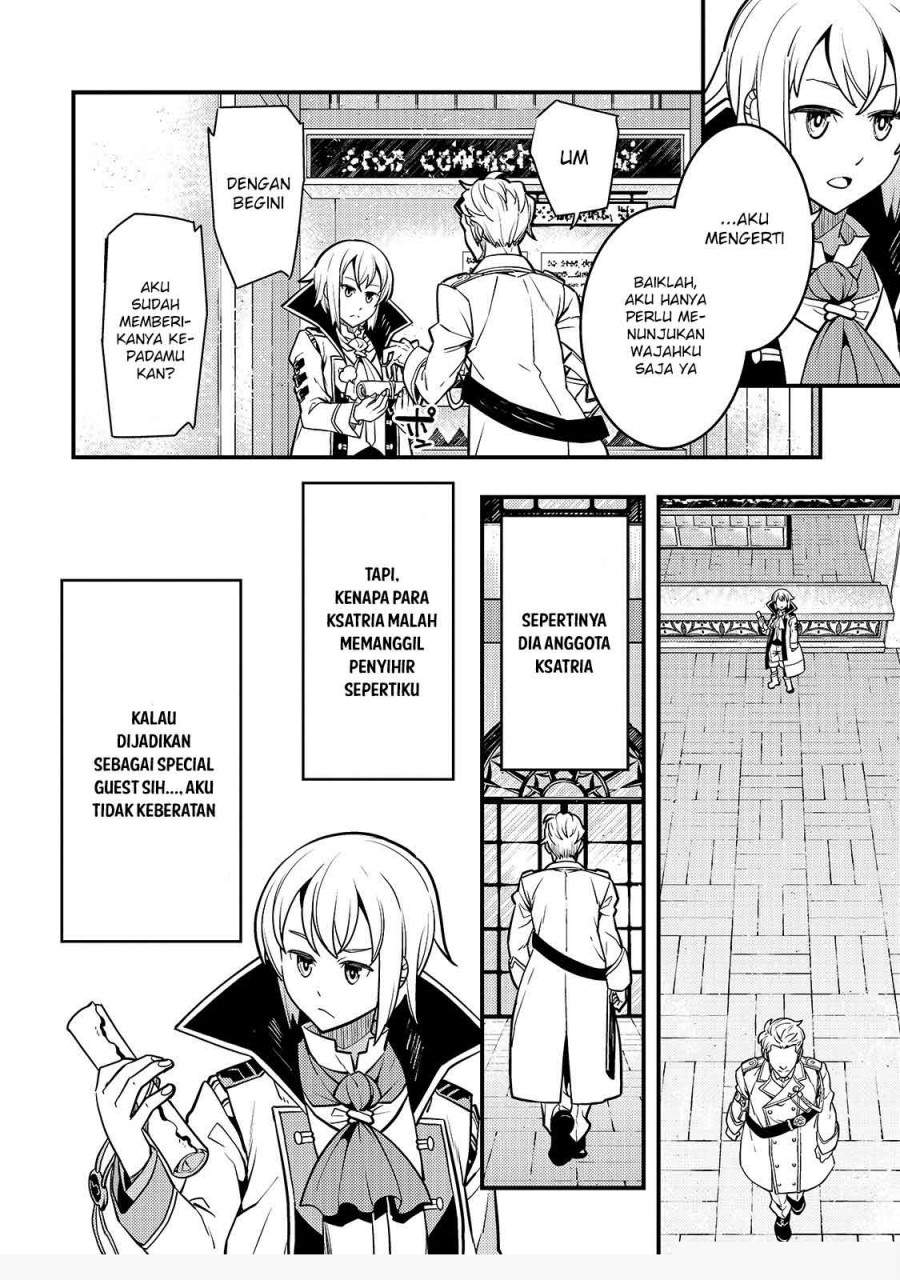 ...AKU
MENGERTI
BAIKLAH,
AKU HANYA
PERLU ME-
NUNJUKAN
WAJAHKU
SAJA YA
UM
DENGAN
BEGINI
AKU
SUDAH
MEMBERI-
KANYA KE-
PADAMU
KAN?
SEPERTINYA
DIA ANGGOTA
KSATRIA
TAPI,
KENAPA PARA
KSATRIA MALAH
MEMANGGIL
PENYIHIR
SEPERTIKU
KALAU
DIJADIKAN
SEBAGAI SPECIAL
GUEST SIH..., AKU
TIDAK KEBERATAN